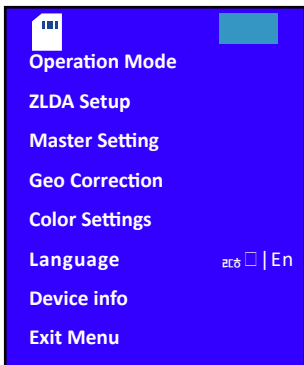 Operation Mode
ZLDA Setup
Master Setting
Geo Correction
Color Settings
Language | En
Device info
Exit Menu